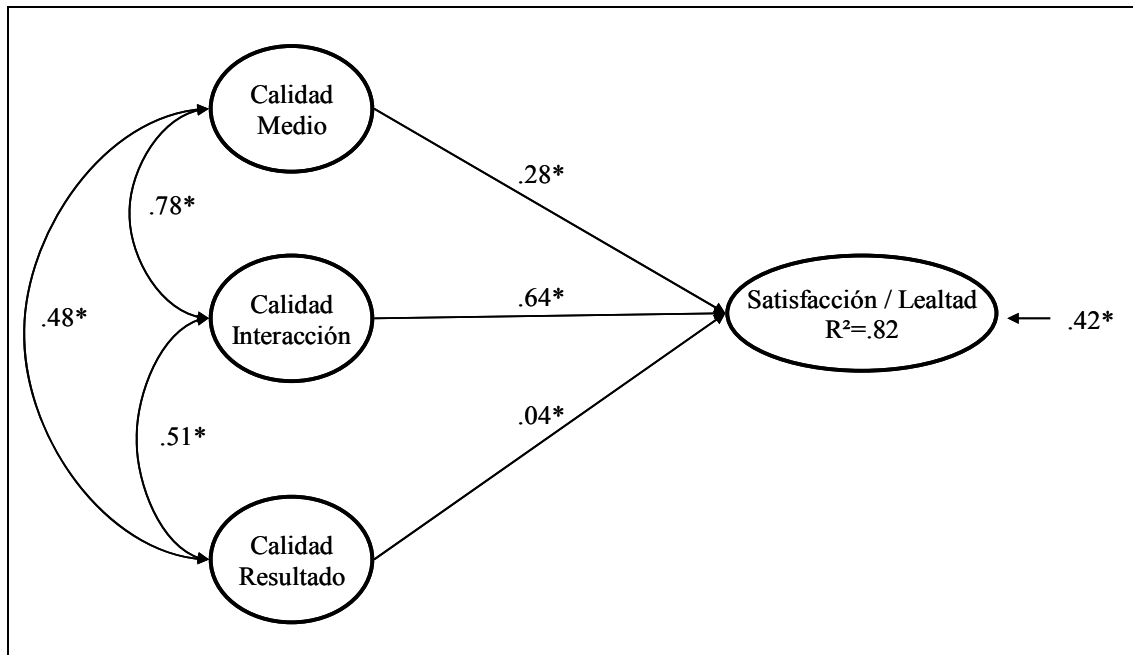 Calidad
Medio
.28*
.78*
Calidad
Interacción
.64*
Satisfacción / Lealtad
R²=.82
.42*
.48*
.04*
.51*
Calidad
Resultado